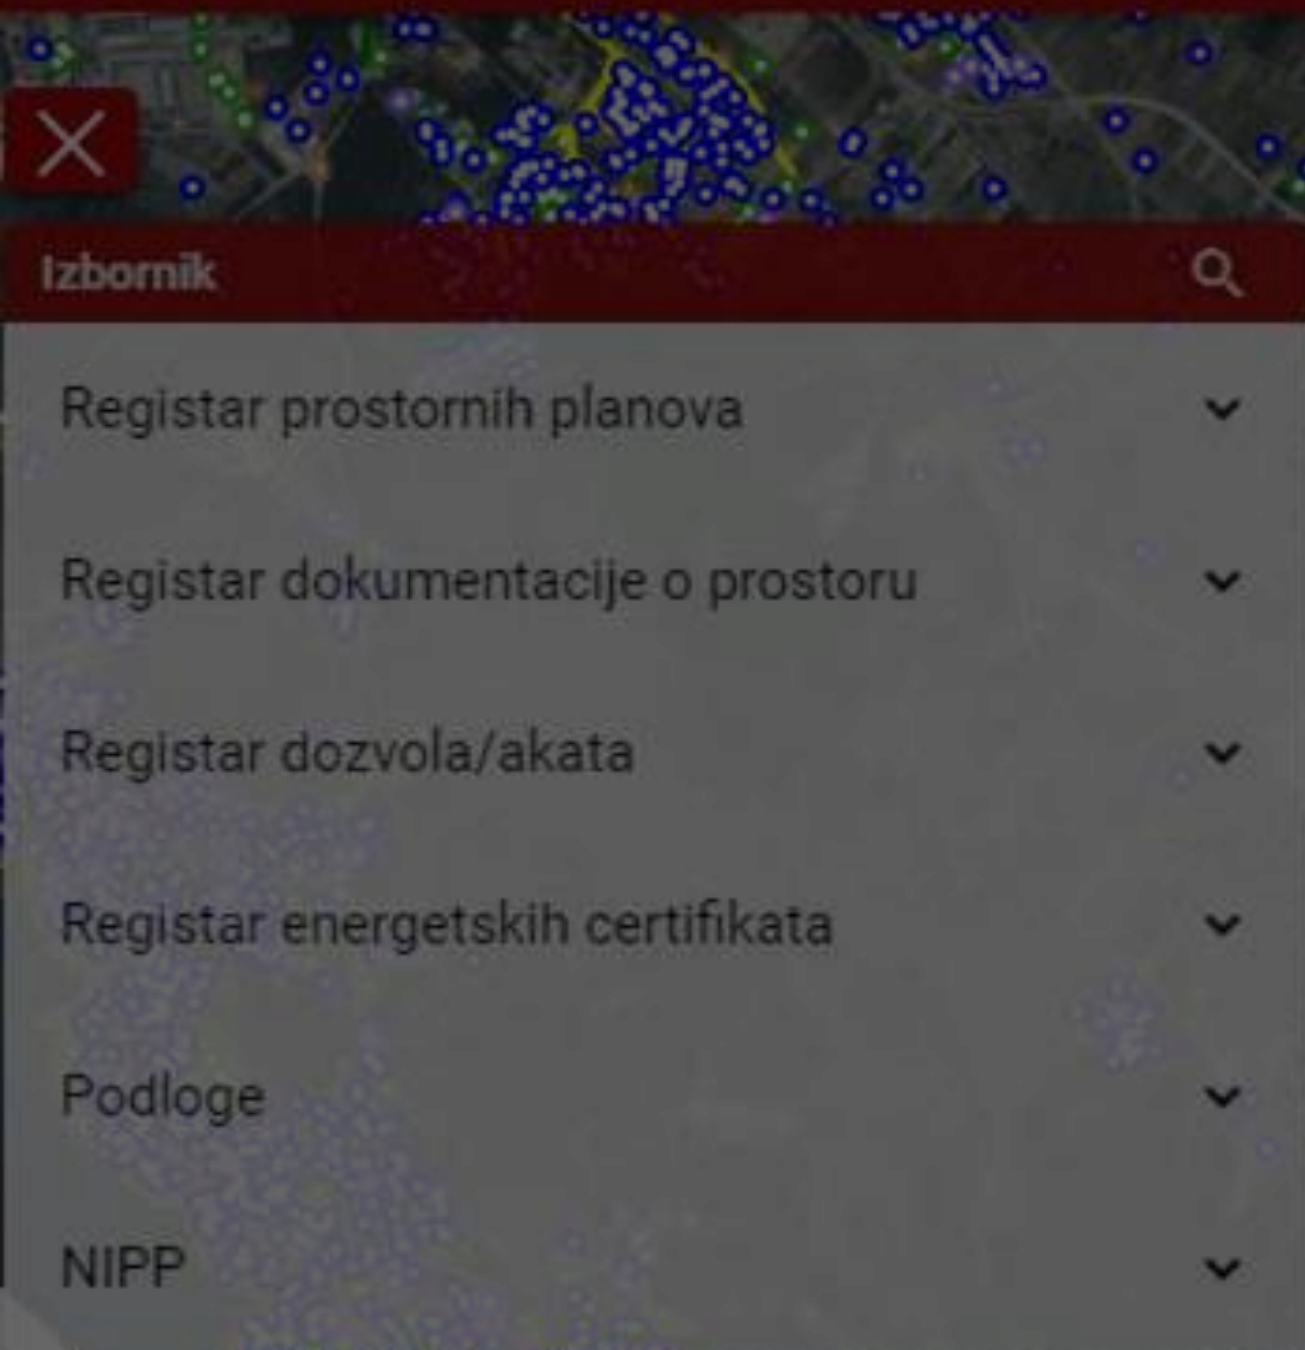 Izbornik
Registar prostornih planova
Registar dokumentacije o prostoru
Registar dozvola/akata
Registar energetskih certifikata
Podloge
NIPP